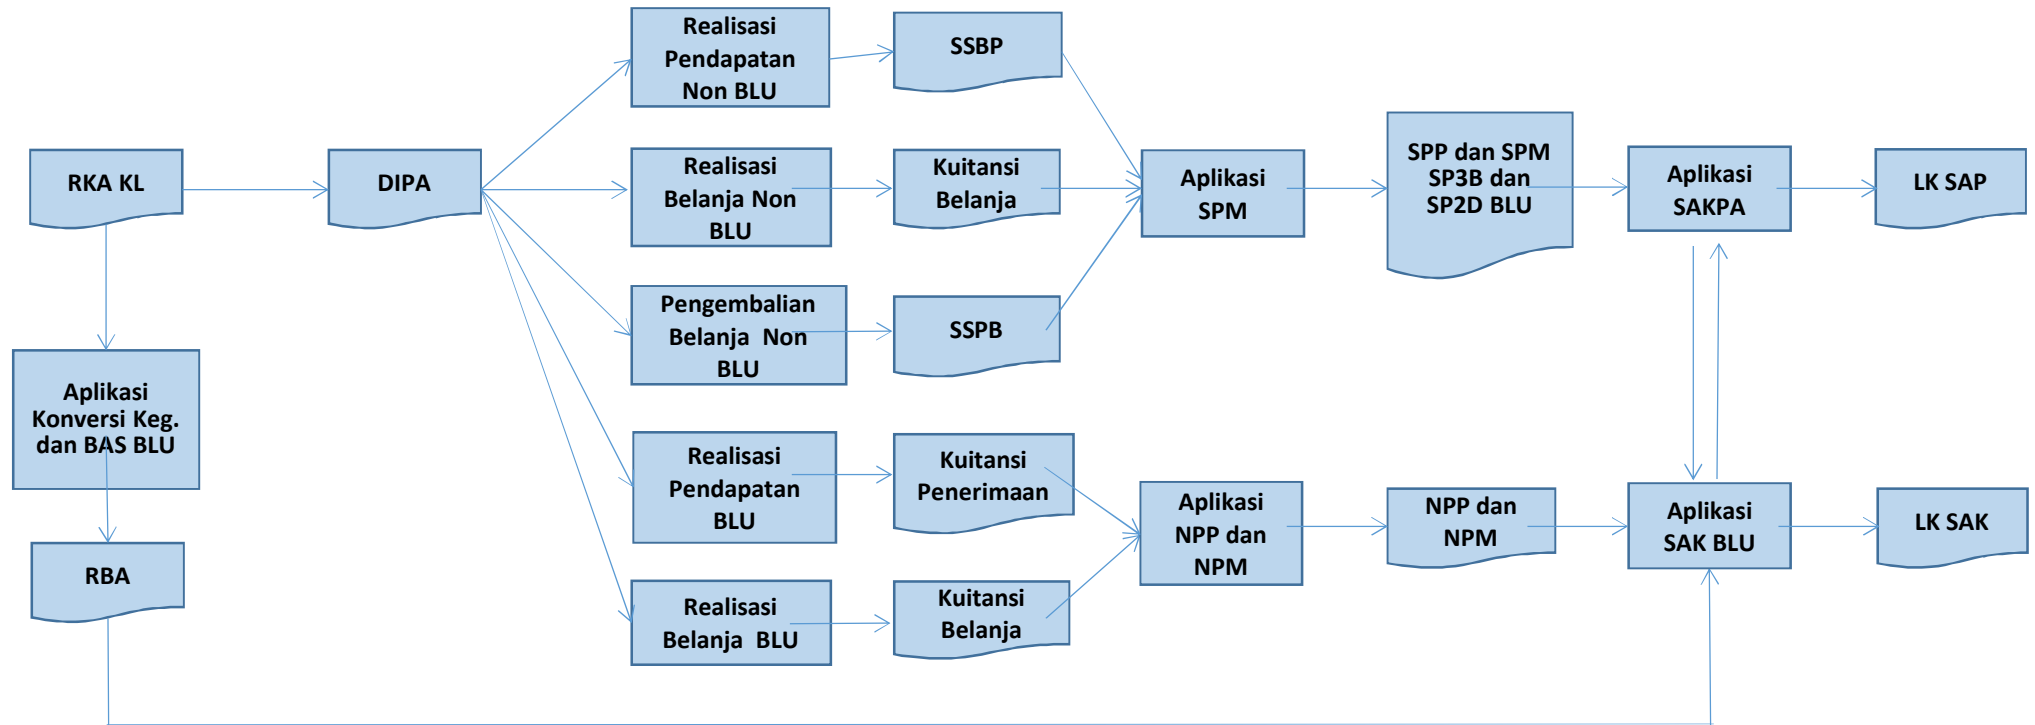 RKA KL
DIPA
Realisasi
Pendapatan
Non BLU
SSBP
Realisasi
Belanja Non
BLU
Kuitansi
Belanja
Pengembalian
Belanja Non
BLU
SSPB
Aplikasi
SPM
SPP dan SPM
SP3B dan
SP2D BLU
Aplikasi
SAKPA
LK SAP
Aplikasi
Konversi Keg.
dan BAS BLU
RBA
Realisasi
Pendapatan
BLU
Kuitansi
Penerimaan
Realisasi
Belanja BLU
Kuitansi
Belanja
Aplikasi
NPP dan
NPM
NPP dan
NPM
Aplikasi
SAK BLU
LK SAK